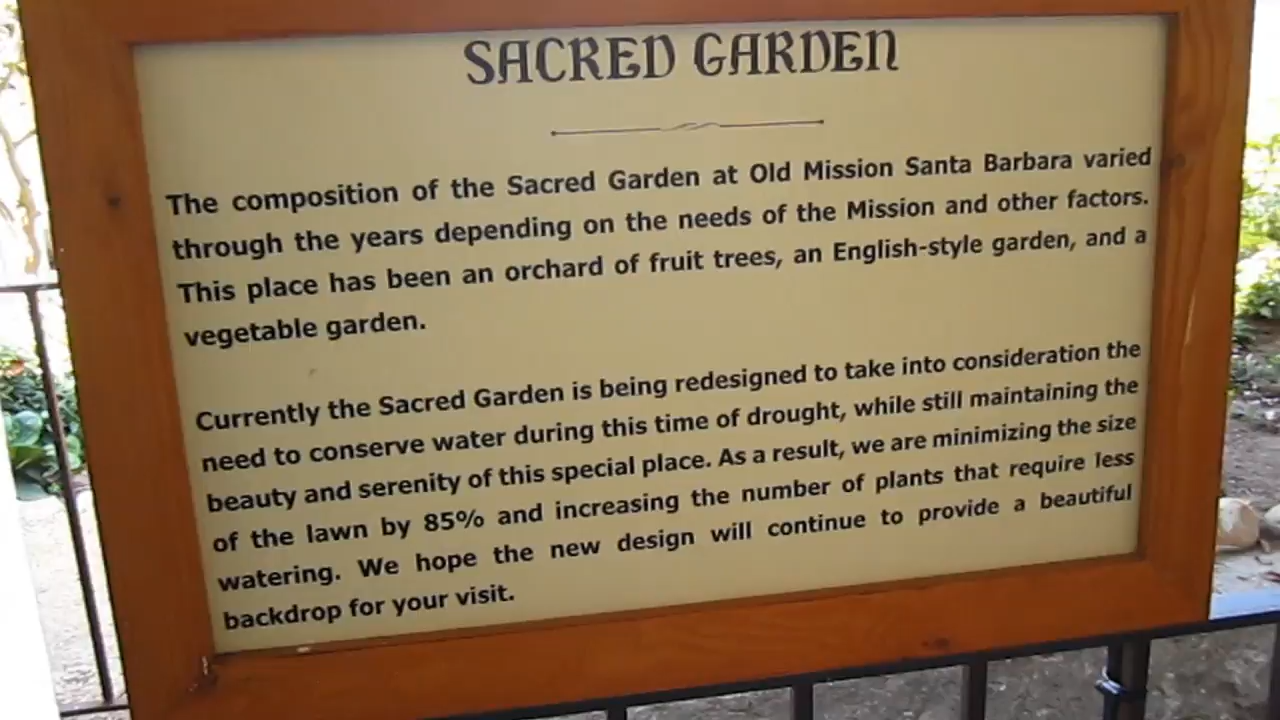 SACRED GARDEN
The composition of the Sacred Garden at Old Mission Santa Barbara varied
through the years depending on the needs of the Mission and other factors.
This place has been an orchard of fruit trees, an English-style garden, and a
vegetable garden.
Currently the Sacred Garden is being redesigned to take into consideration the
need to conserve water during this time of drought, while still maintaining the
beauty and serenity of this special place. As a result, we are minimizing the size
of the lawn by 85% and increasing the number of plants that require less
watering. We hope the new design will continue to provide a beautiful
backdrop for your visit.